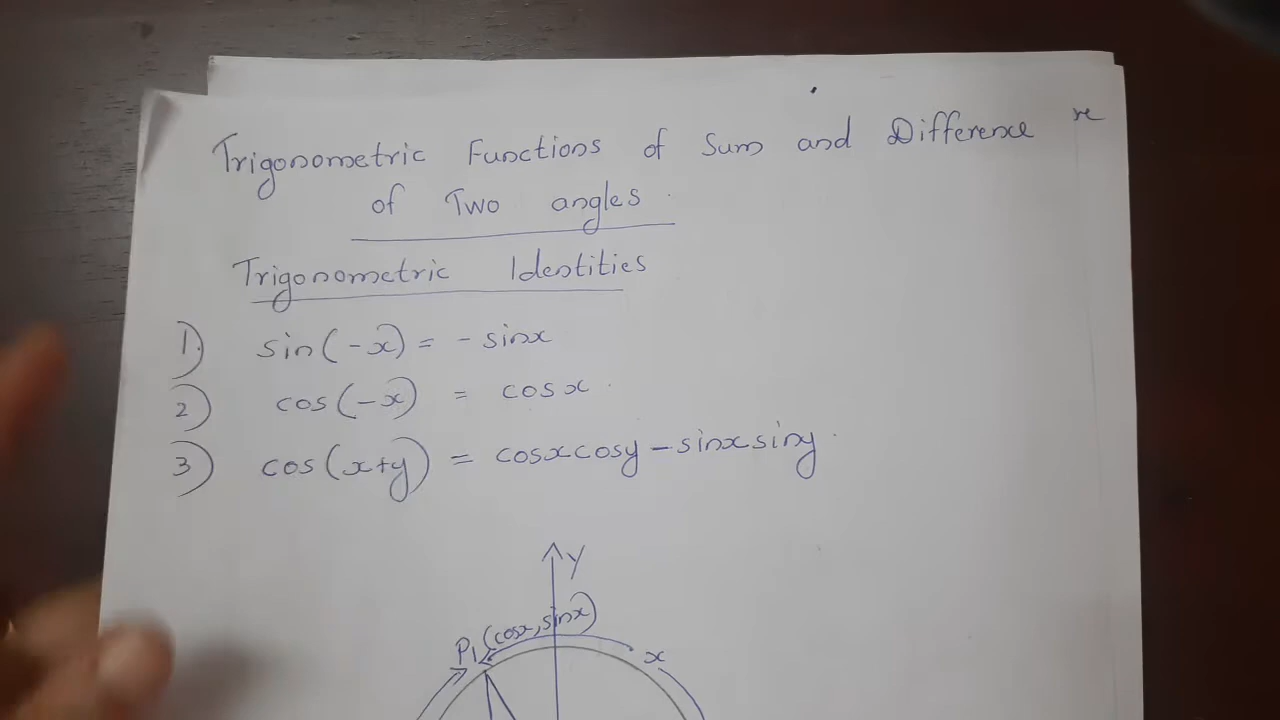 Trigonometric Functions of Sum and Difference re
of Two angles.
Trigonometric Identities
1). sin(-x) = - sinx
2) cos(-x) = cosx.
3) cos(x+y) = cosxcosy - sinxsiny.
Y
P1(cosx, sinx)
x